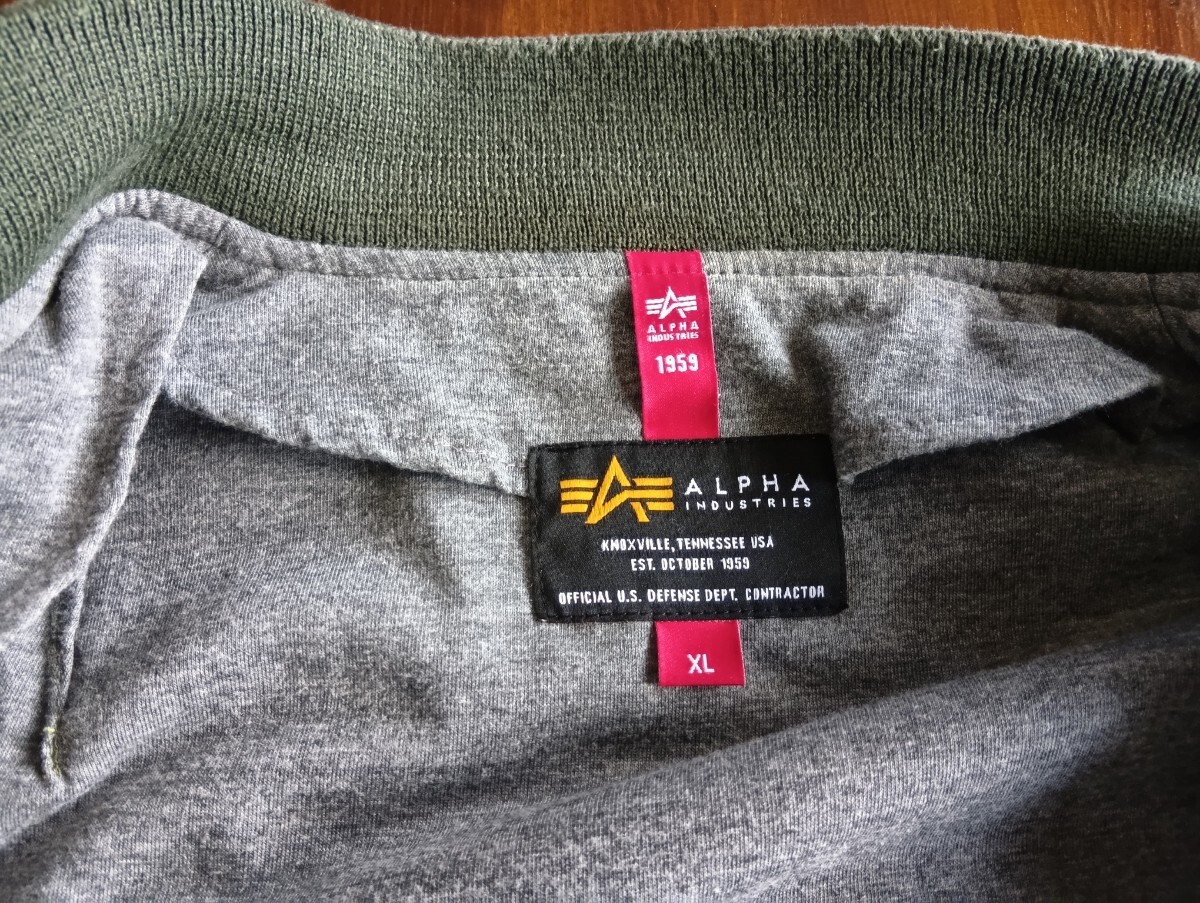 ALPHA
INDUSTRIES
1959
ALPHA
INDUSTRIES
KNOXVILLE, TENNESSEE USA
EST. OCTOBER 1959
OFFICIAL U.S. DEFENSE DEPT. CONTRACTOR
XL